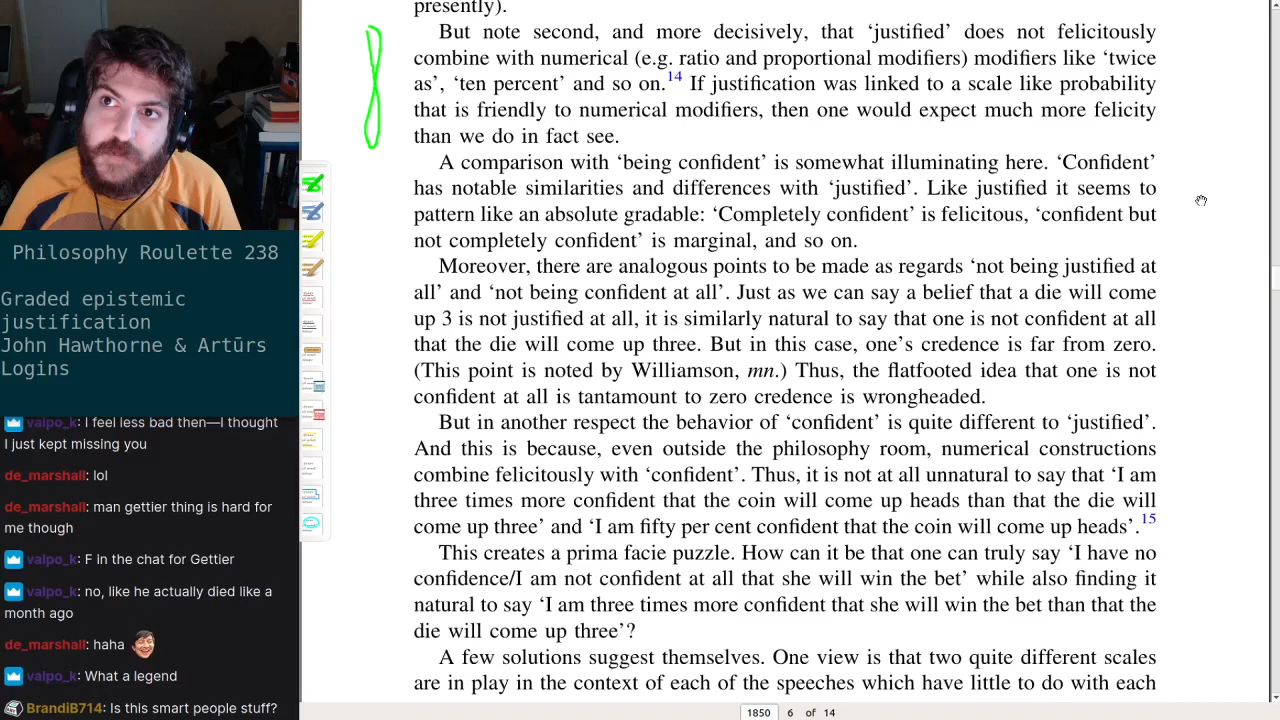 presently).
But note second, and more decisively, that ‘justified’ does not felicitously
combine with numerical (e.g. ratio and proportional modifiers) modifiers like ‘twice
as’, ‘ten percent’ and so on.14 If justification was linked to a scale like probability
that is friendly to numerical modifiers, then one would expect much more felicity
than we do in fact see.
A comparison with ‘being confident’ is somewhat illuminating here. ‘Confident’
has notable similarities and differences with ‘justified’. Like justified it seems to
pattern like an absolute gradable: ‘Completely confident’ is felicitous, ‘confident but
not completely confident’ is marginal, and so on.
Moreover, there are analogous points to be made as regards ‘not being justified at
all’ and ‘not being confident at all’. Just as we can say a belief that a die will come
up 3 is not justified at all, it is similarly natural to say that one is not confident at all
that the die will come up three. But in this case, one’s credence is far from zero.
(This point is noted by Williamson nn.) Thus, the flatfooted idea that one is not
confident at all is tantamount to zero credence is wrongheaded.
But in another respect the behavior of ‘confident’ is quite different to ‘justified’.
And that is because, even outside the philosophy room, numerical constructions
combine felicitously with ‘confident’. Thus, it is not at all unnatural to say that ‘I am
three times more confident that the coin will come up heads than that the die will
come up three’ or ‘I am fifty per cent confident that the coin will come up heads’.15
This creates a prima facie puzzle. How can it be that one can truly say ‘I have no
confidence/I am not confident at all that she will win the bet’ while also finding it
natural to say ‘I am three times more confident that she will win the bet than that the
die will come up three’?
A few solutions suggest themselves. One view is that two quite different scales
are in play in the context of each of the speeches which have little to do with each
1850 6 of 14
Philosophy Roulette 238
Graded epistemic
justification
John Hawthorne & Artūrs
Logins
valpo_k: I feel less bad then—I thought
I just kept missing you
de_marshall: lol
de_marshall: man gettier thing is hard for
me though
valpo_k: F in the chat for Gettier
valpo_k: no, like he actually died like a
month ago
de_marshall: haha
valpo_k: What a legend
BrandiB714: Is this smart people stuff?